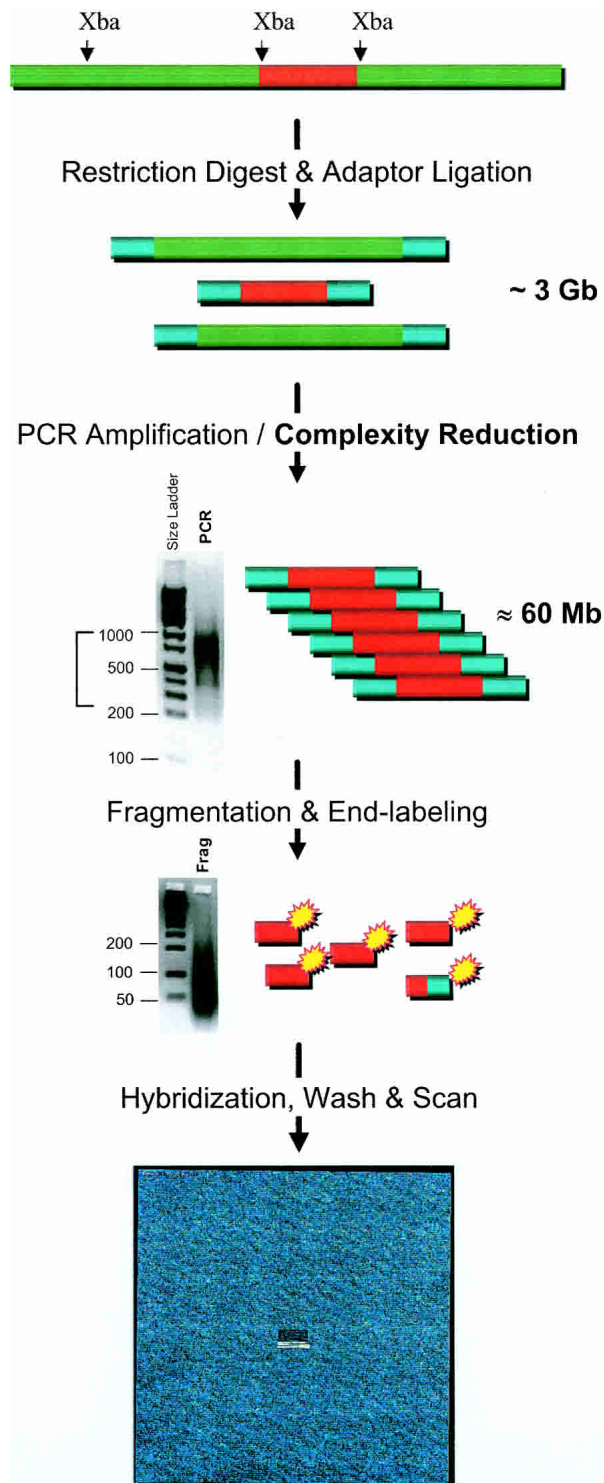 Xba Xba Xba
Restriction Digest & Adaptor Ligation
~ 3 Gb
PCR Amplification / Complexity Reduction
Size Ladder
PCR
1000
500
200
100
≈ 60 Mb
Fragmentation & End-labeling
Frag
200
100
50
Hybridization, Wash & Scan